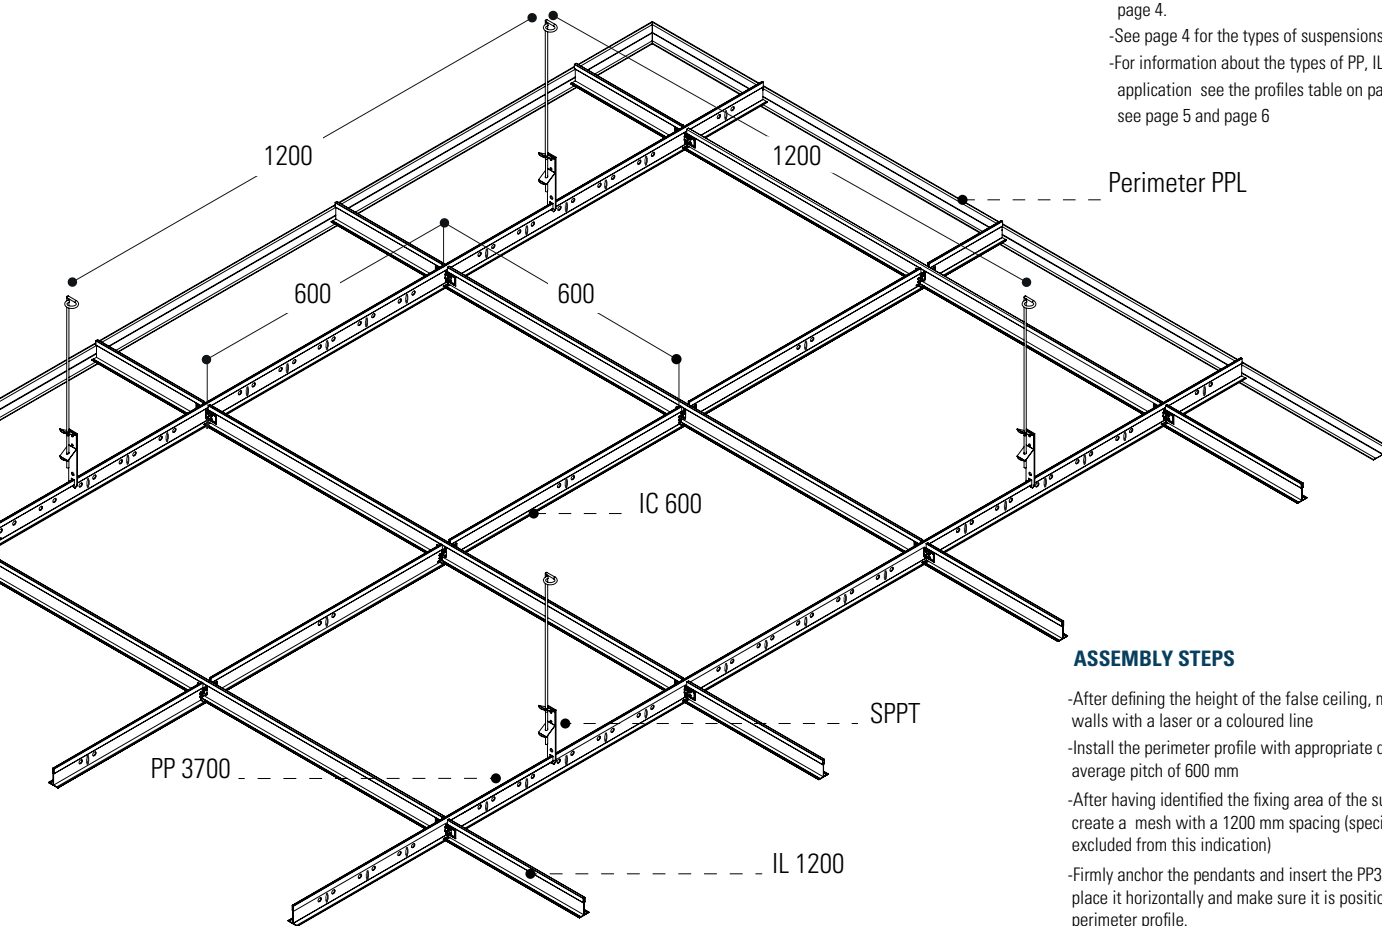 page 4.
-See page 4 for the types of suspensions
-For information about the types of PP, IL
application see the profiles table on pa
see page 5 and page 6
1200
1200
Perimeter PPL
600
600
IC 600
SPPT
PP 3700
IL 1200
ASSEMBLY STEPS
-After defining the height of the false ceiling, m
walls with a laser or a coloured line
-Install the perimeter profile with appropriate
average pitch of 600 mm
-After having identified the fixing area of the su
create a mesh with a 1200 mm spacing (speci
excluded from this indication)
-Firmly anchor the pendants and insert the PP3
place it horizontally and make sure it is positio
perimeter profile.